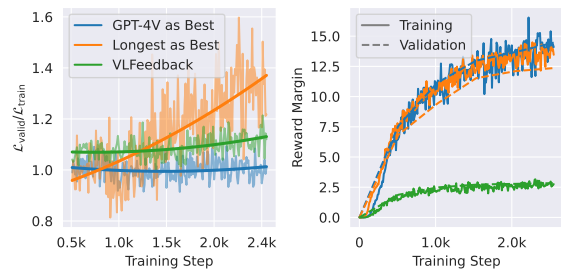 1.6
1.4
1.2
1.0
0.8
0.5k 1.0k 1.5k 2.0k 2.4k
ℒvalid/ℒtrain
Training Step
GPT-4V as Best
Longest as Best
VLFeedback
15.0
12.5
10.0
7.5
5.0
2.5
0.0
0 1.0k 2.0k
Reward Margin
Training Step
Training
Validation